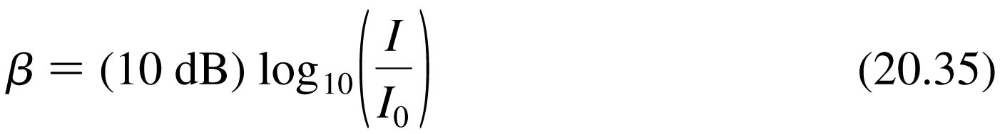 β = (10 dB) log₁₀(I/I₀) (20.35)